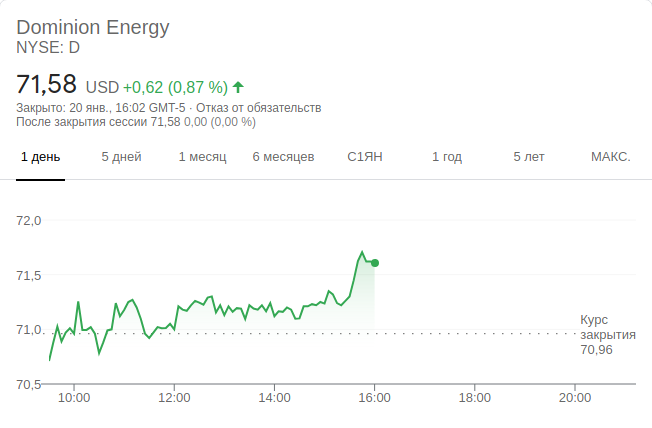 Dominion Energy
NYSE: D
71,58 USD +0,62 (0,87 %)
Закрыто: 20 янв., 16:02 GMT-5 · Отказ от обязательств
После закрытия сессии 71,58 0,00 (0,00 %)
1 день 5 дней 1 месяц 6 месяцев С1ЯН 1 год 5 лет МАКС.
72,0
71,5
71,0
70,5
Курс
закрытия
70,96
10:00 12:00 14:00 16:00 18:00 20:00